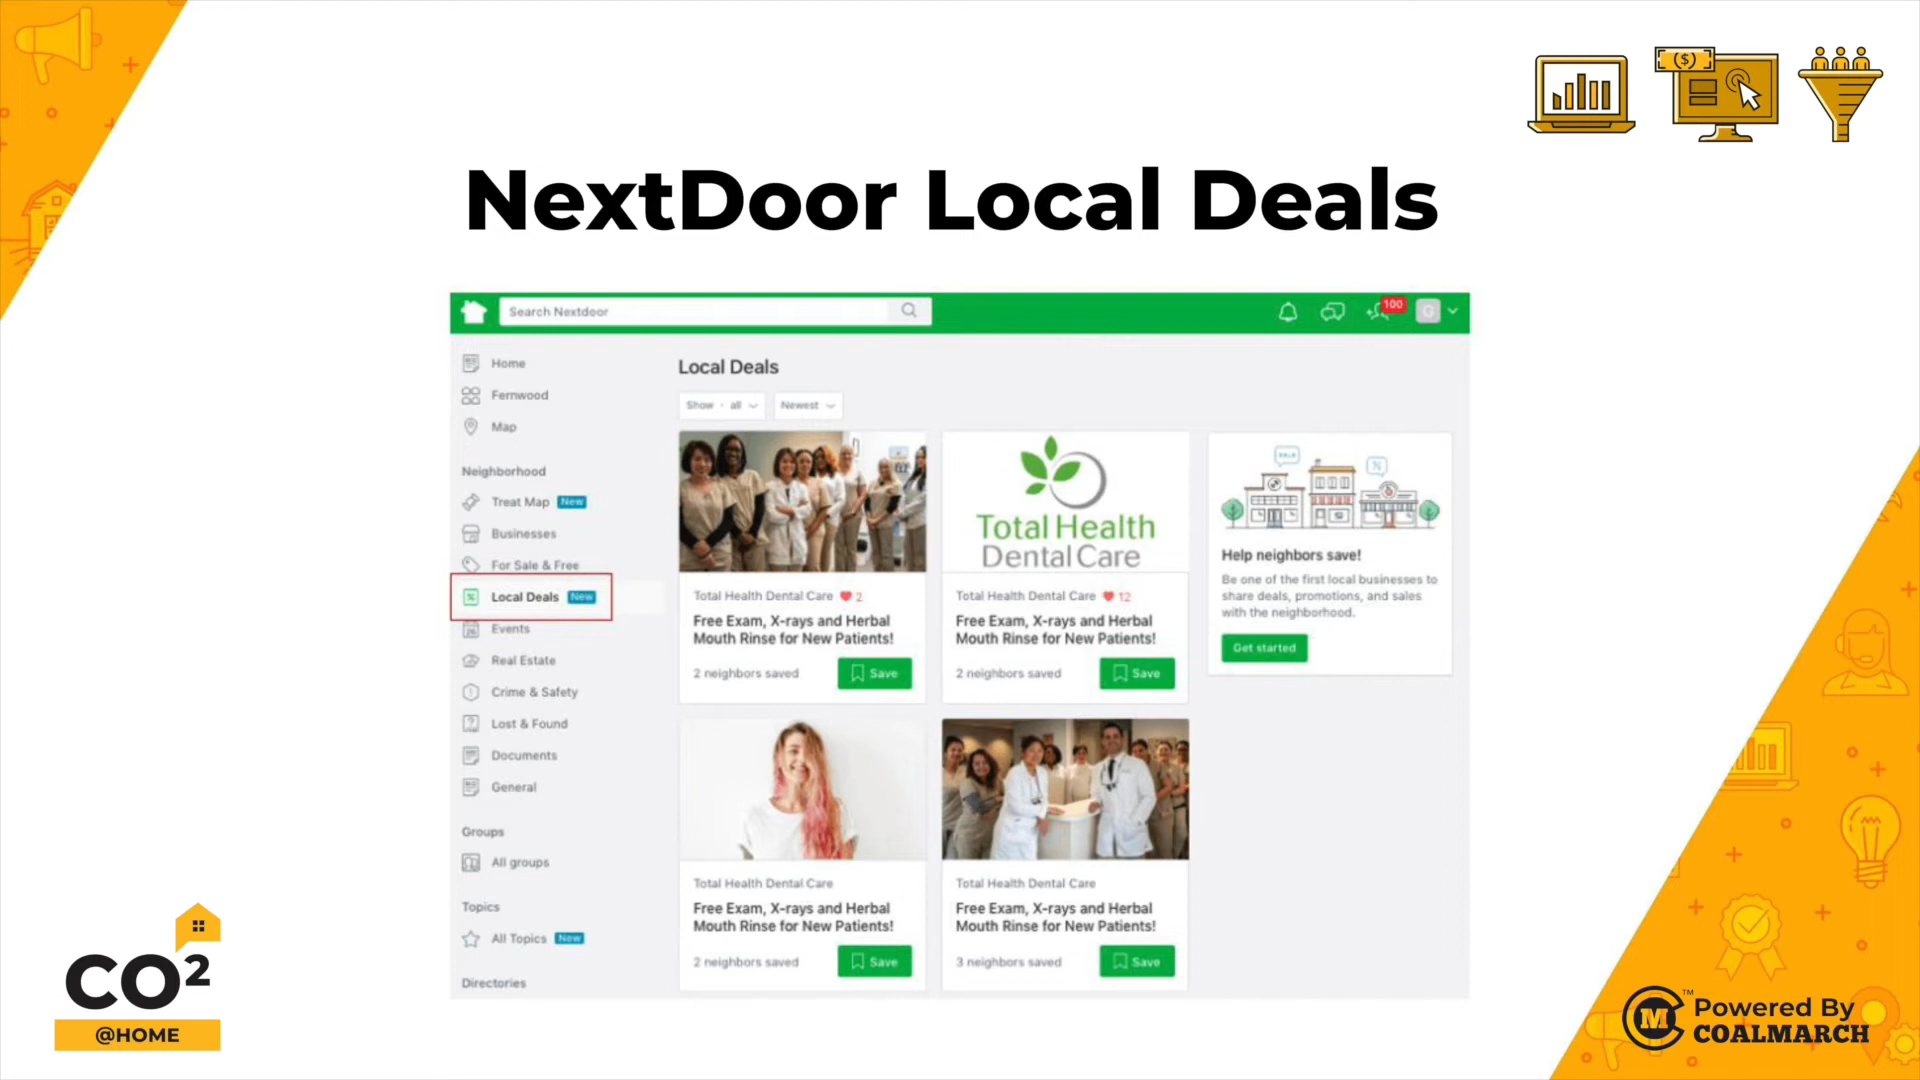 ($)
NextDoor Local Deals
Search Nextdoor
100
G
Home
Fernwood
Map
Neighborhood
Treat Map New
Businesses
For Sale & Free
Local Deals New
Events
Real Estate
Crime & Safety
Lost & Found
Documents
General
Groups
All groups
Topics
All Topics New
Directories
Local Deals
Show · all
Newest
Total Health Dental Care 2
Free Exam, X-rays and Herbal
Mouth Rinse for New Patients!
2 neighbors saved Save
Total Health
Dental Care
Total Health Dental Care 12
Free Exam, X-rays and Herbal
Mouth Rinse for New Patients!
2 neighbors saved Save
Help neighbors save!
Be one of the first local businesses to
share deals, promotions, and sales
with the neighborhood.
Get started
Total Health Dental Care
Free Exam, X-rays and Herbal
Mouth Rinse for New Patients!
2 neighbors saved Save
Total Health Dental Care
Free Exam, X-rays and Herbal
Mouth Rinse for New Patients!
3 neighbors saved Save
CO²
@HOME
CM™
Powered By
COALMARCH